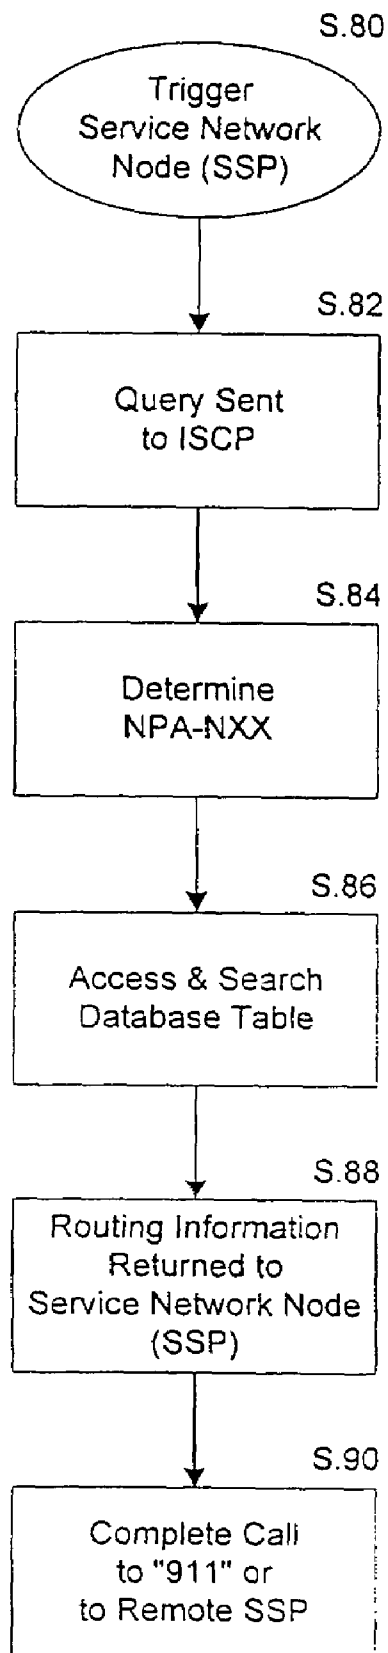 S.80
Trigger
Service Network
Node (SSP)
S.82
Query Sent
to ISCP
S.84
Determine
NPA-NXX
S.86
Access & Search
Database Table
S.88
Routing Information
Returned to
Service Network Node
(SSP)
S.90
Complete Call
to "911" or
to Remote SSP